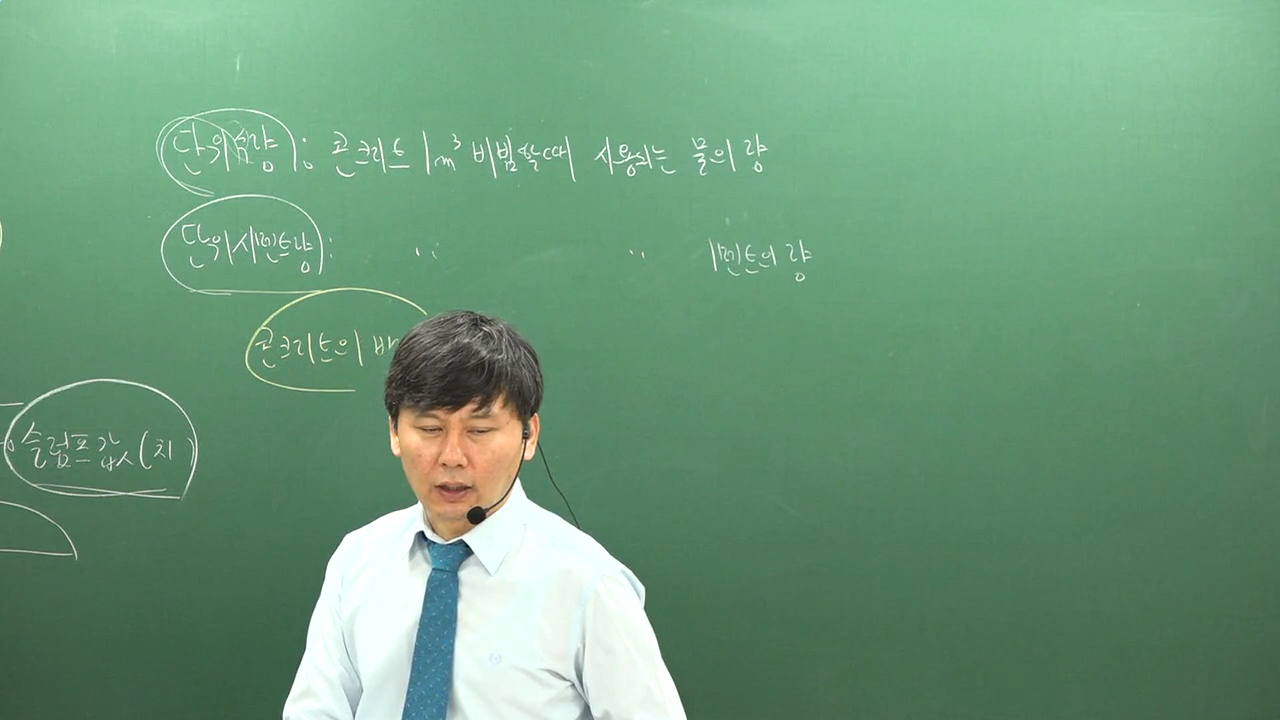 단위수량 : 콘크리트 1m³ 비빔할때 사용되는 물의 량
단위시멘트량 : 〃 〃 시멘트의 량
콘크리트의
슬럼프값(치)